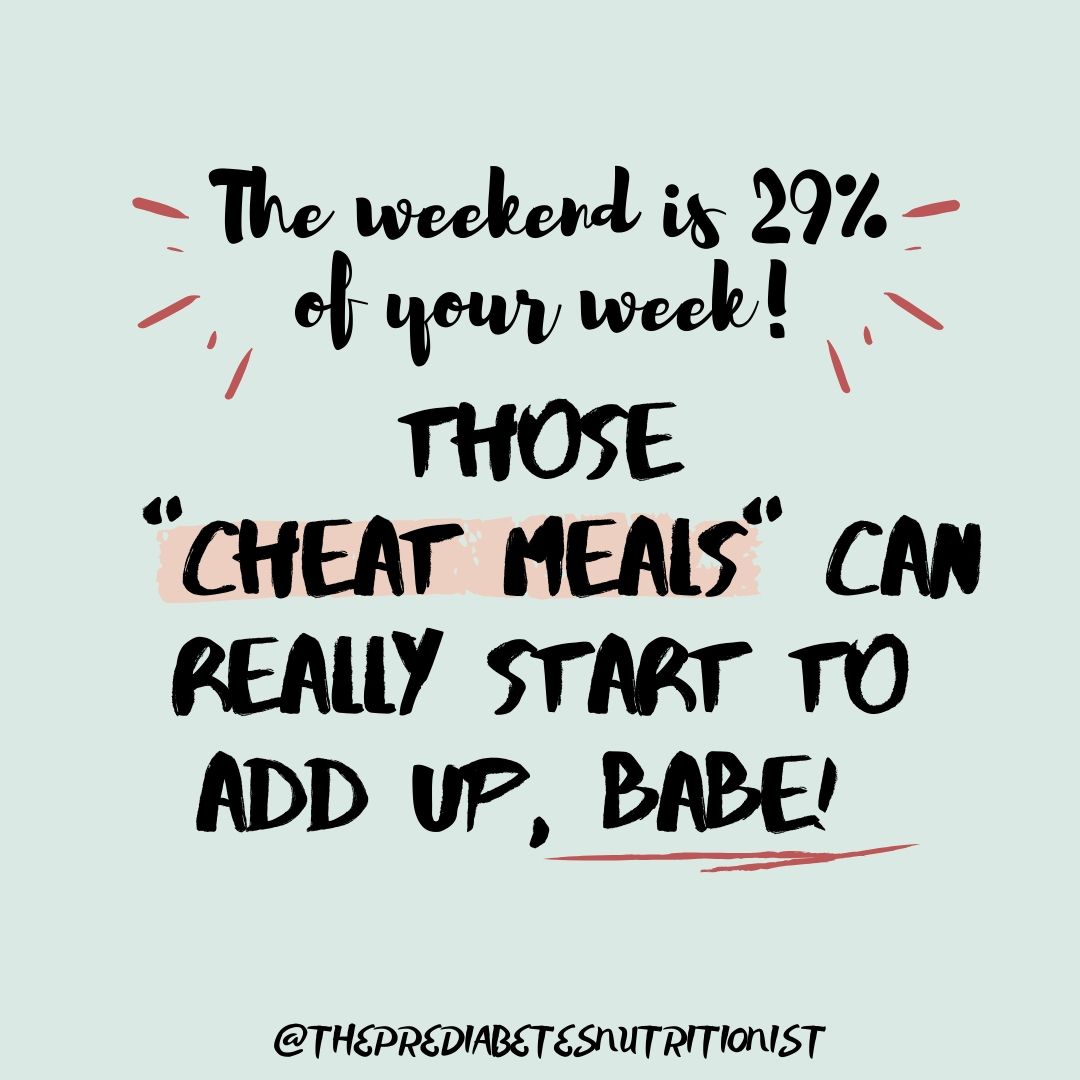 The weekend is 29%
of your week!
THOSE
"CHEAT MEALS" CAN
REALLY START TO
ADD UP, BABE!
@THEPREDIABETESNUTRITIONIST